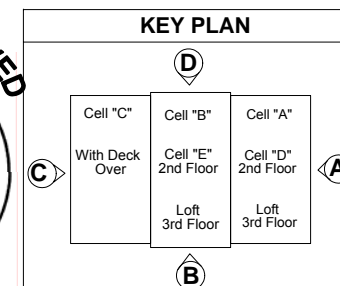 KEY PLAN
D
Cell "C"
With Deck
Over
Cell "B"
Cell "E"
2nd Floor
Loft
3rd Floor
Cell "A"
Cell "D"
2nd Floor
Loft
3rd Floor
C
A
B